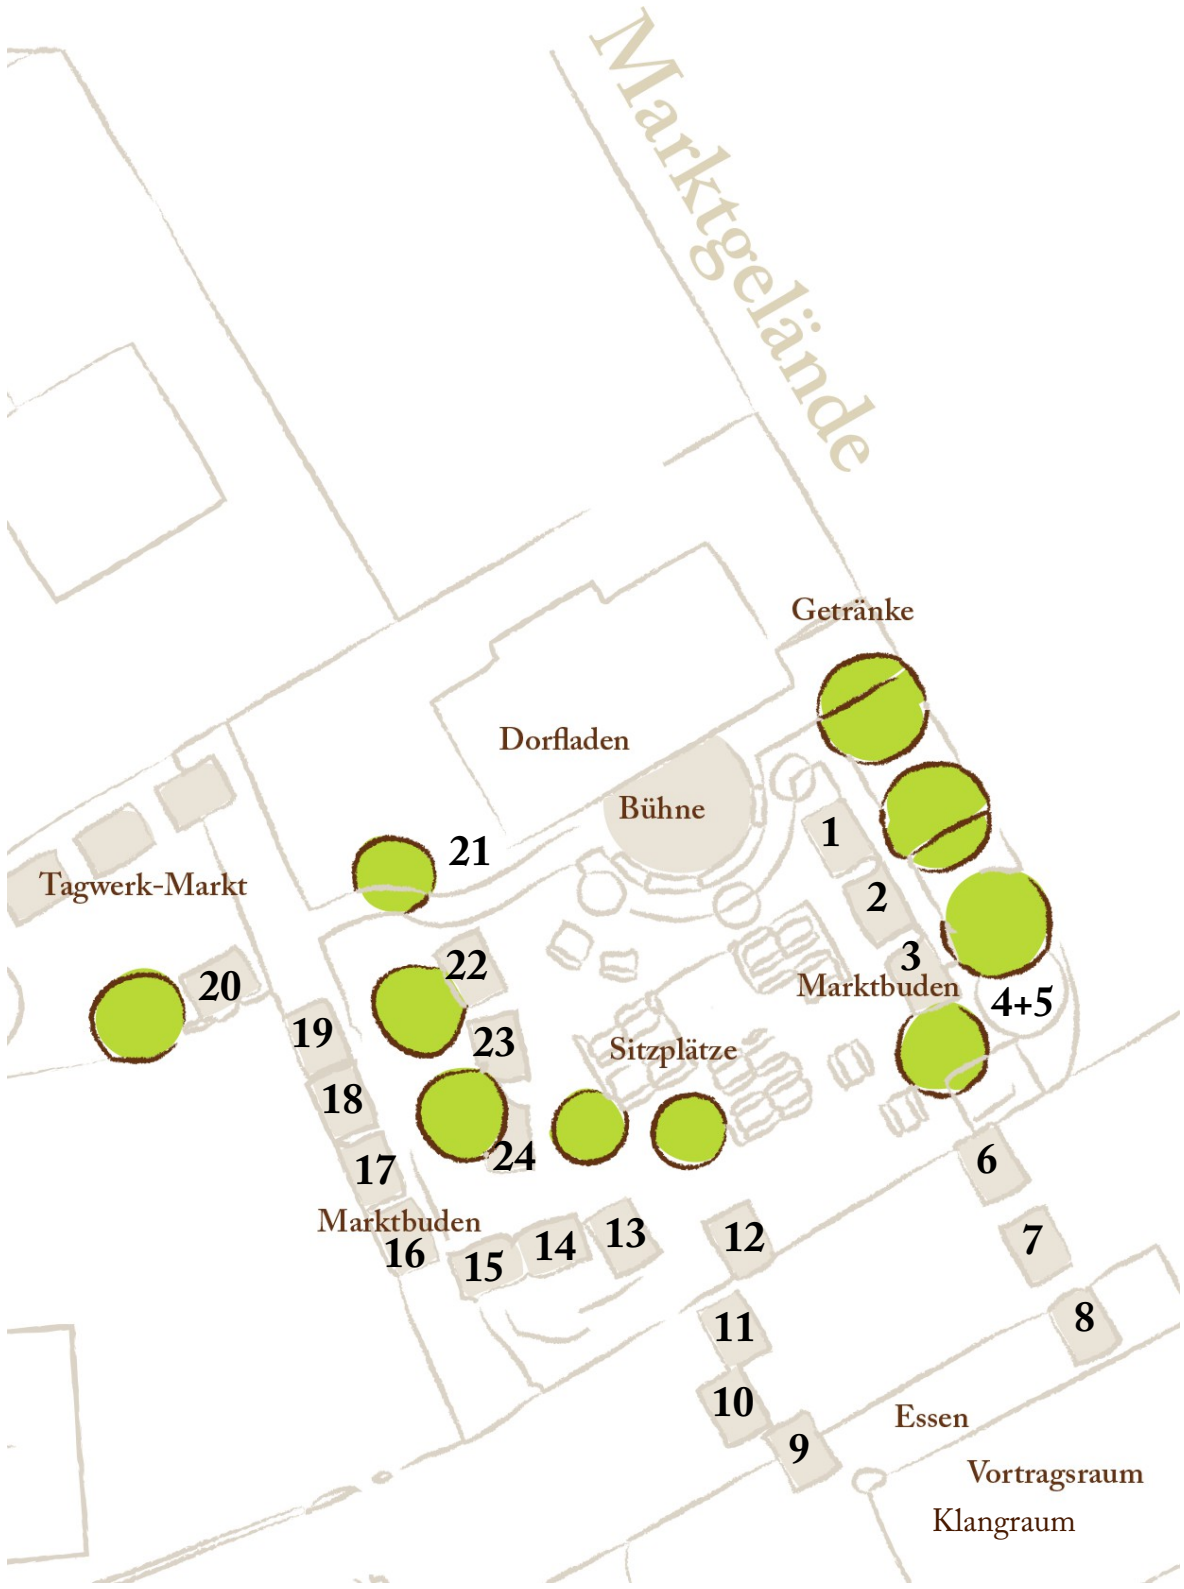 Marktgelände
Getränke
Dorfladen
Bühne
1
21
Tagwerk-Markt
2
22
3
20
Marktbuden
4+5
19
23
Sitzplätze
18
24
6
17
Marktbuden
16
15
14
13
12
7
8
11
10
9
Essen
Vortragsraum
Klangraum